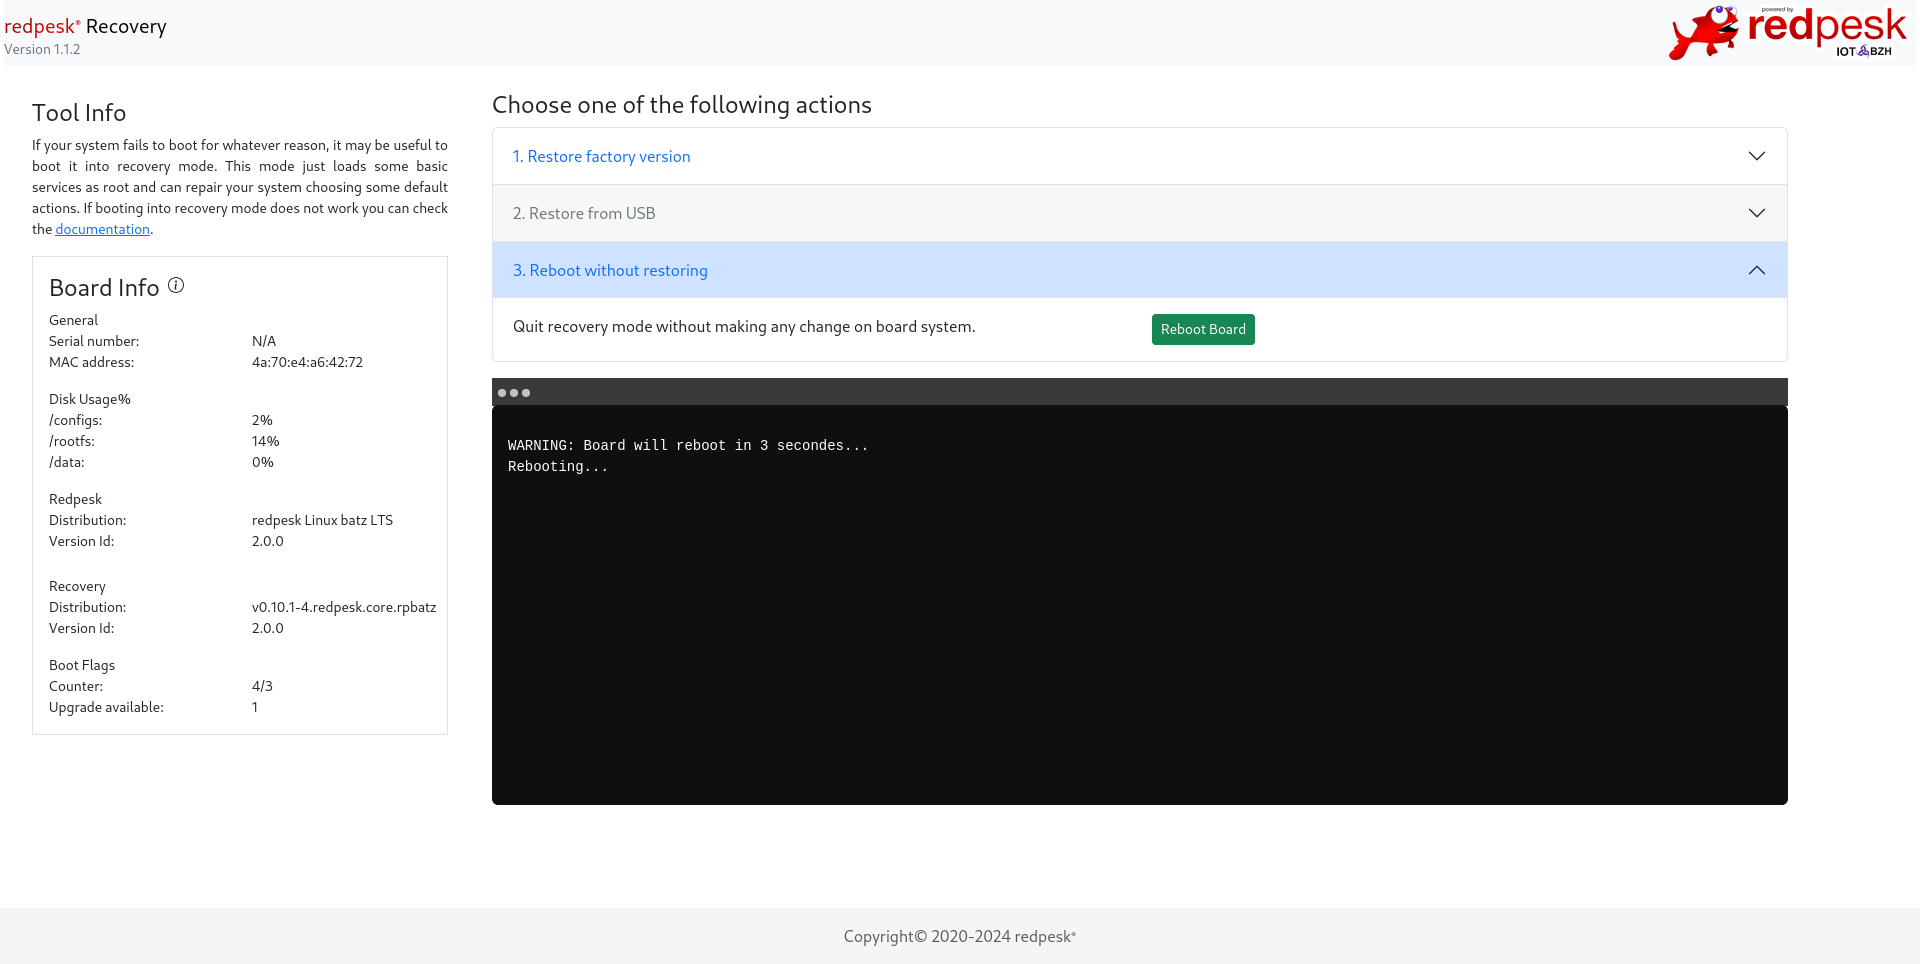 redpesk® Recovery
Version 1.1.2
powered by
redpesk
IOT BZH
Tool Info
If your system fails to boot for whatever reason, it may be useful to
boot it into recovery mode. This mode just loads some basic
services as root and can repair your system choosing some default
actions. If booting into recovery mode does not work you can check
the documentation.
Board Info
General
Serial number: N/A
MAC address: 4a:70:e4:a6:42:72
Disk Usage%
/configs: 2%
/rootfs: 14%
/data: 0%
Redpesk
Distribution: redpesk Linux batz LTS
Version Id: 2.0.0
Recovery
Distribution: v0.10.1-4.redpesk.core.rpbatz
Version Id: 2.0.0
Boot Flags
Counter: 4/3
Upgrade available: 1
Choose one of the following actions
1. Restore factory version
2. Restore from USB
3. Reboot without restoring
Quit recovery mode without making any change on board system.
Reboot Board
WARNING: Board will reboot in 3 secondes...
Rebooting...
Copyright© 2020-2024 redpesk®